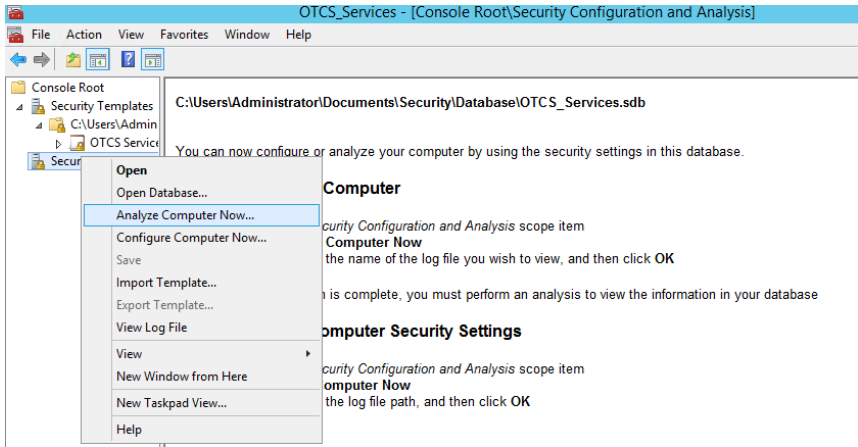 OTCS_Services - [Console Root\Security Configuration and Analysis]
File Action View Favorites Window Help
Console Root
Security Templates
C:\Users\Admin
OTCS Service
Secur
C:\Users\Administrator\Documents\Security\Database\OTCS_Services.sdb
You can now configure or analyze your computer by using the security settings in this database.
Computer
curity Configuration and Analysis scope item
Computer Now
the name of the log file you wish to view, and then click OK
is complete, you must perform an analysis to view the information in your database
omputer Security Settings
curity Configuration and Analysis scope item
omputer Now
the log file path, and then click OK
Open
Open Database...
Analyze Computer Now...
Configure Computer Now...
Save
Import Template...
Export Template...
View Log File
View
New Window from Here
New Taskpad View...
Help